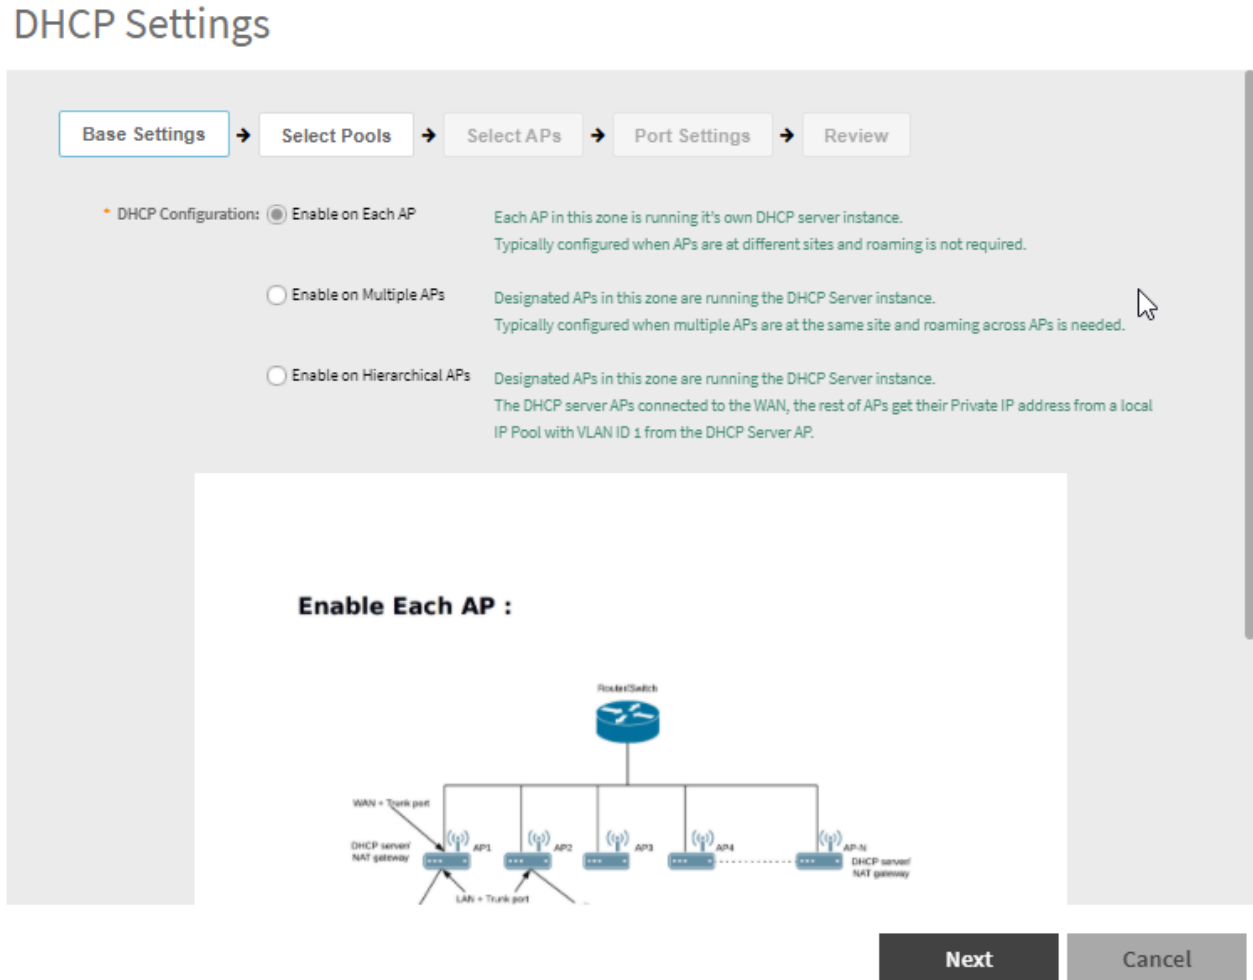 DHCP Settings
Base Settings
Select Pools
Select APs
Port Settings
Review
* DHCP Configuration:
Enable on Each AP
Each AP in this zone is running it's own DHCP server instance.
Typically configured when APs are at different sites and roaming is not required.
Enable on Multiple APs
Designated APs in this zone are running the DHCP Server instance.
Typically configured when multiple APs are at the same site and roaming across APs is needed.
Enable on Hierarchical APs
Designated APs in this zone are running the DHCP Server instance.
The DHCP server APs connected to the WAN, the rest of APs get their Private IP address from a local
IP Pool with VLAN ID 1 from the DHCP Server AP.
Enable Each AP :
Router/Switch
WAN + Trunk port
DHCP server/
NAT gateway
AP1
AP2
AP3
AP4
AP-N
DHCP server/
NAT gateway
LAN + Trunk port
Next
Cancel